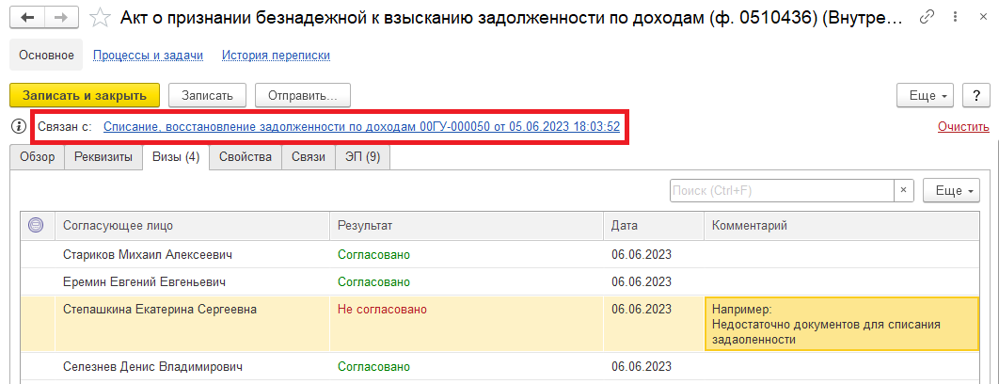 Акт о признании безнадежной к взысканию задолженности по доходам (ф. 0510436) (Внутре...
Основное Процессы и задачи История переписки
Записать и закрыть Записать Отправить... Еще ?
Связан с: Списание, восстановление задолженности по доходам 00ГУ-000050 от 05.06.2023 18:03:52 Очистить
Обзор Реквизиты Визы (4) Свойства Связи ЭП (9)
Поиск (Ctrl+F) × Еще
Согласующее лицо Результат Дата Комментарий
Стариков Михаил Алексеевич Согласовано 06.06.2023
Еремин Евгений Евгеньевич Согласовано 06.06.2023
Степашкина Екатерина Сергеевна Не согласовано 06.06.2023 Например:
Недостаточно документов для списания
задаоленности
Селезнев Денис Владимирович Согласовано 06.06.2023